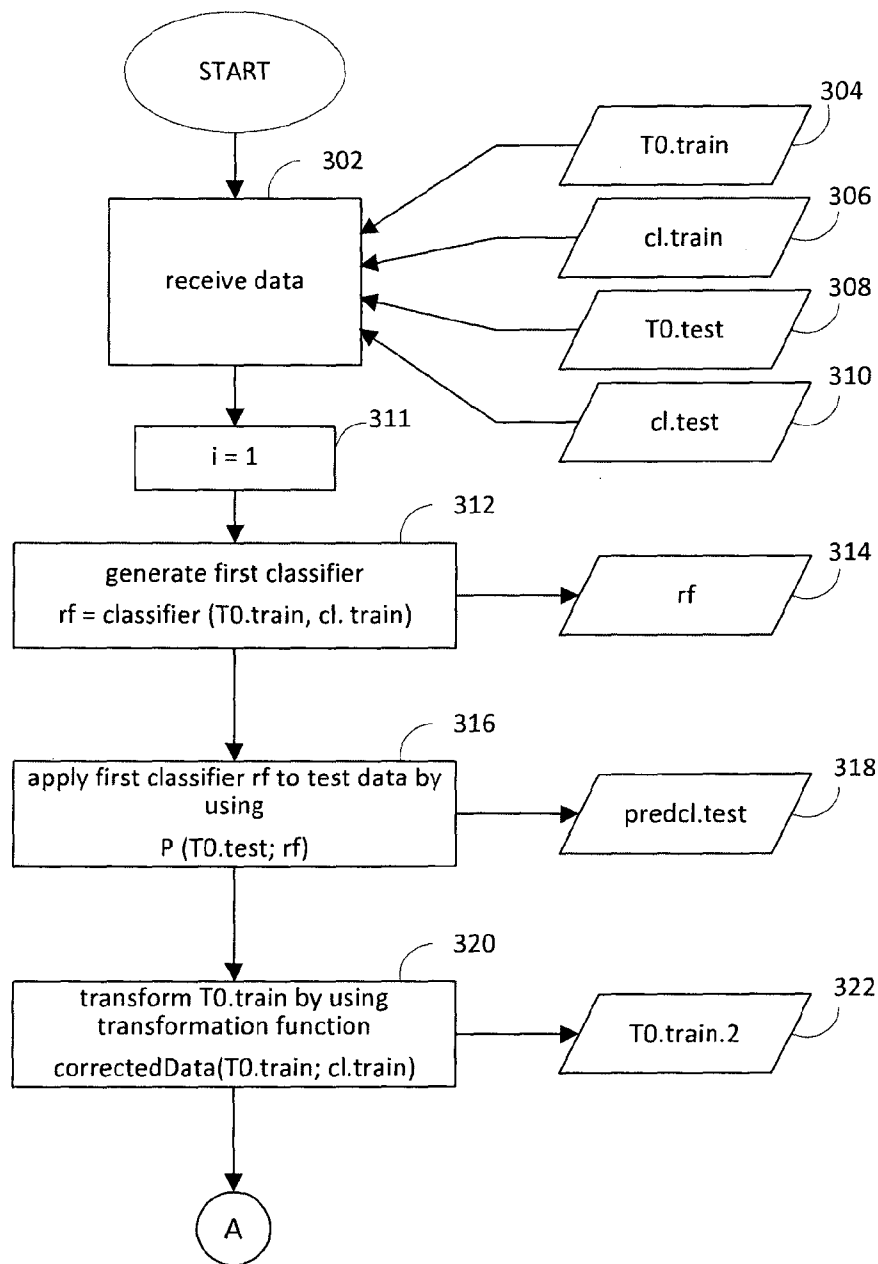 START
302
receive data
T0.train
304
cl.train
306
T0.test
308
cl.test
310
311
i = 1
312
generate first classifier
rf = classifier (T0.train, cl. train)
rf
314
316
apply first classifier rf to test data by
using
P (T0.test; rf)
predcl.test
318
320
transform T0.train by using
transformation function
correctedData(T0.train; cl.train)
T0.train.2
322
A